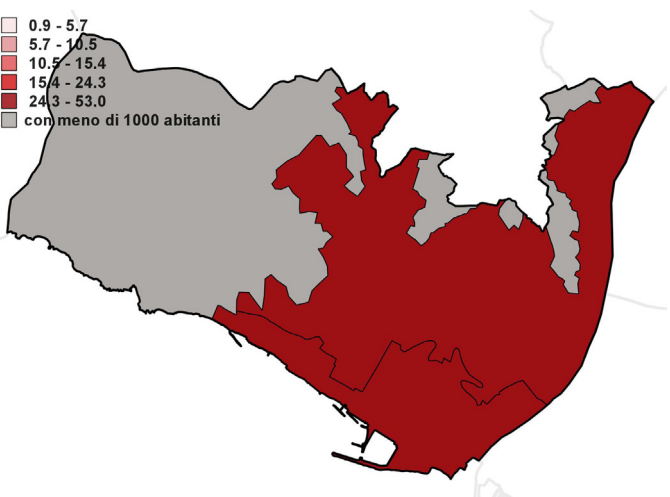 0.9 - 5.7
5.7 - 10.5
10.5 - 15.4
15.4 - 24.3
24.3 - 53.0
con meno di 1000 abitanti